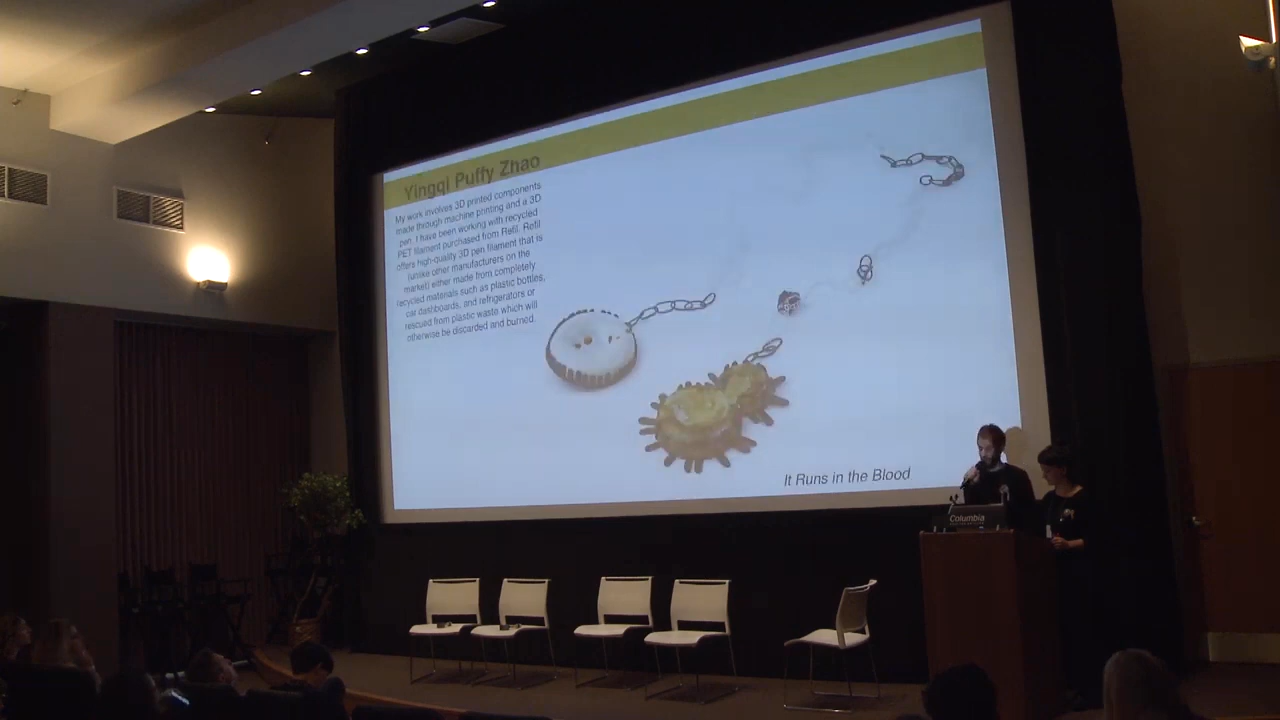 Yingqi Puffy Zhao
My work involves 3D printed components
made through machine printing and a 3D
pen. I have been working with recycled
PET filament purchased from Refil. Refil
offers high-quality 3D pen filament that is
(unlike other manufacturers on the
market) either made from completely
recycled materials such as plastic bottles,
car dashboards, and refrigerators or
rescued from plastic waste which will
otherwise be discarded and burned.
It Runs in the Blood
Columbia